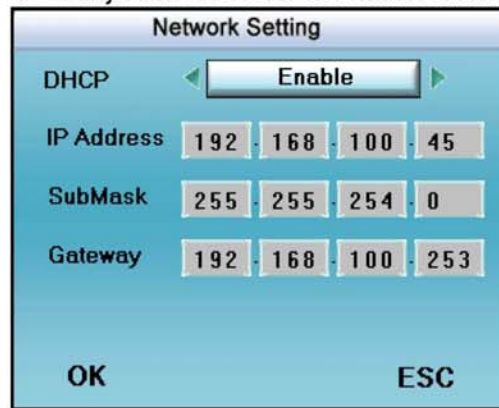 Network Setting
DHCP Enable
IP Address 192 . 168 . 100 . 45
SubMask 255 . 255 . 254 . 0
Gateway 192 . 168 . 100 . 253
OK ESC